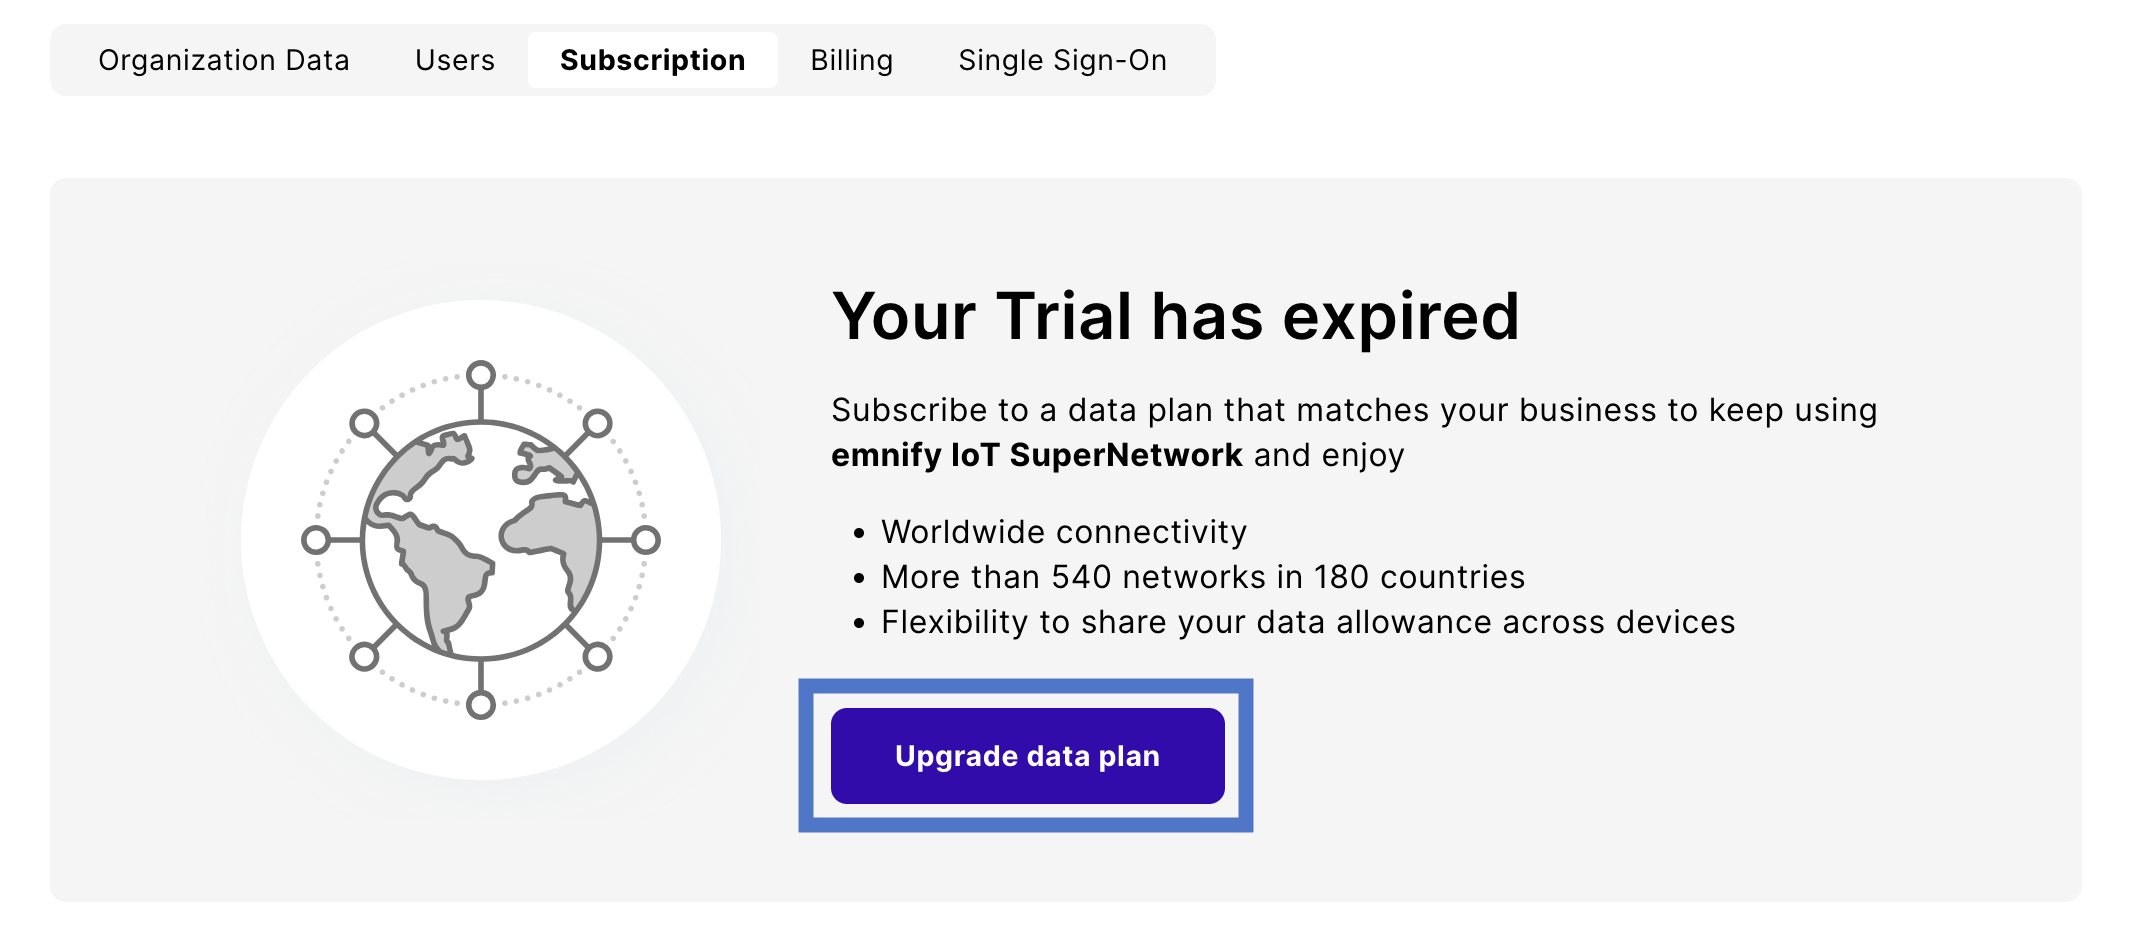 Organization Data Users Subscription Billing Single Sign-On
Your Trial has expired
Subscribe to a data plan that matches your business to keep using
emnify IoT SuperNetwork and enjoy
• Worldwide connectivity
• More than 540 networks in 180 countries
• Flexibility to share your data allowance across devices
Upgrade data plan